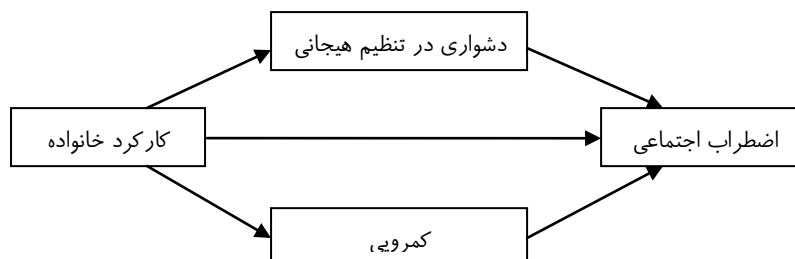 دشواری در تنظیم هیجانی
کارکرد خانواده
اضطراب اجتماعی
کمرویی